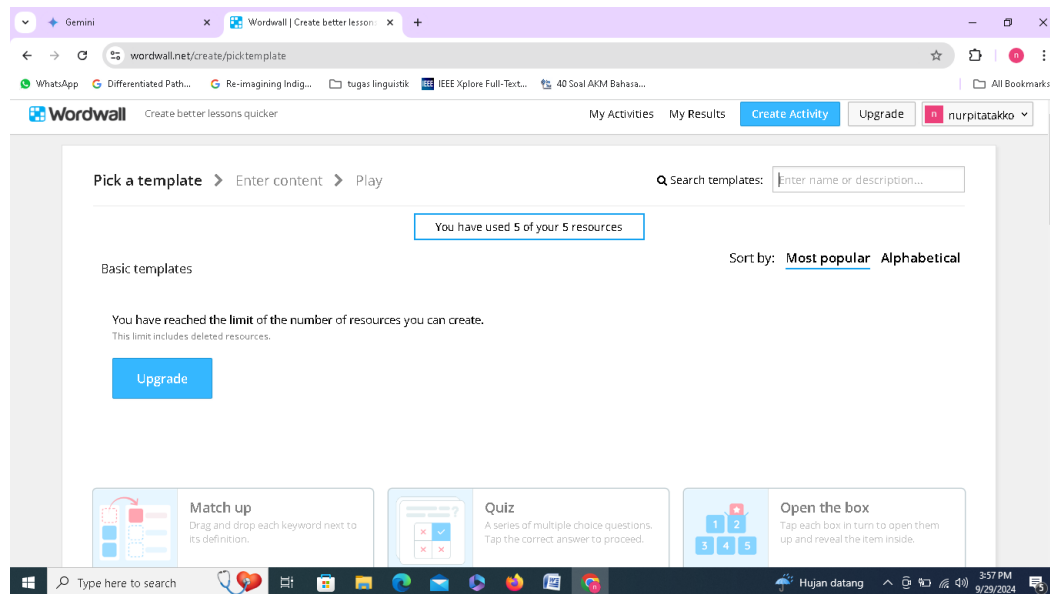 Gemini
Wordwall | Create better lessons
wordwall.net/create/picktemplate
n
WhatsApp
Differentiated Path...
Re-imagining Indig...
tugas linguistik
IEEE Xplore Full-Text...
40 Soal AKM Bahasa...
All Bookmarks
Wordwall
Create better lessons quicker
My Activities
My Results
Create Activity
Upgrade
n
nurpitatakko
Pick a template
Enter content
Play
Search templates:
Enter name or description...
You have used 5 of your 5 resources
Basic templates
Sort by: Most popular Alphabetical
You have reached the limit of the number of resources you can create.
This limit includes deleted resources.
Upgrade
Match up
Drag and drop each keyword next to
its definition.
?
Quiz
A series of multiple choice questions.
Tap the correct answer to proceed.
1 2
3 4 5
Open the box
Tap each box in turn to open them
up and reveal the item inside.
Type here to search
Hujan datang
3:57 PM
9/29/2024
5